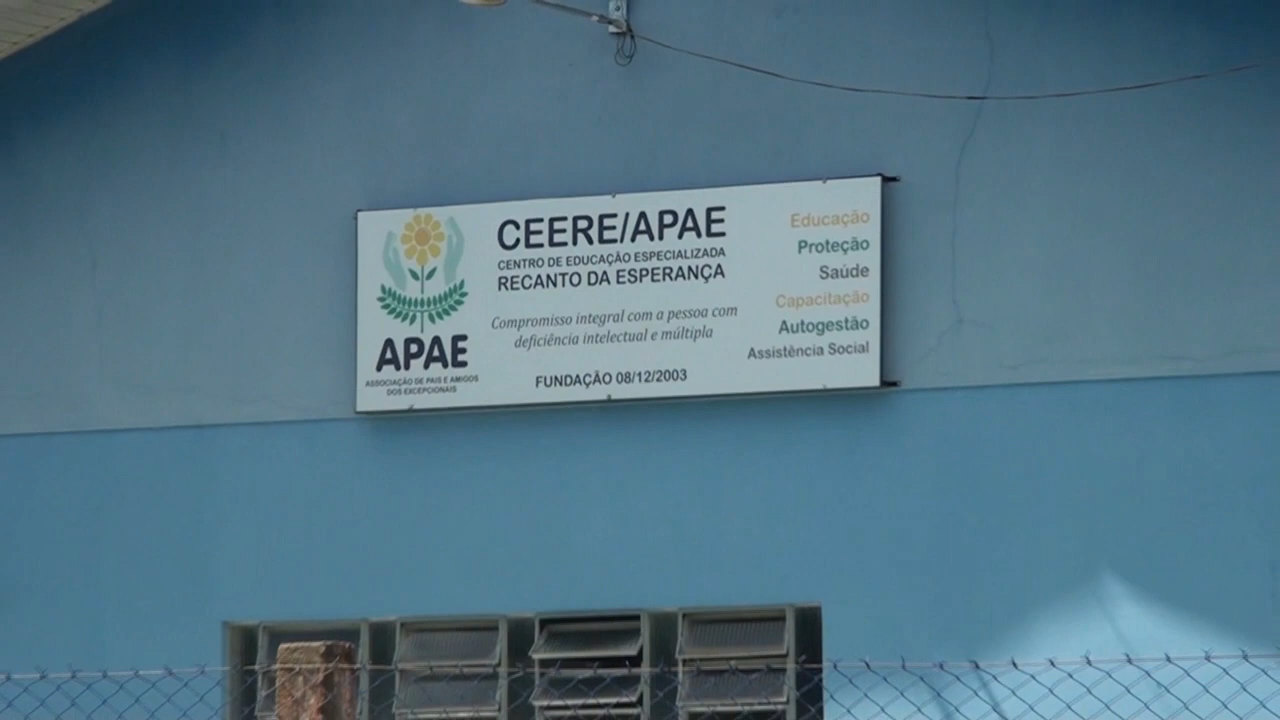 APAE
ASSOCIAÇÃO DE PAIS E AMIGOS
DOS EXCEPCIONAIS
CEERE/APAE
CENTRO DE EDUCAÇÃO ESPECIALIZADA
RECANTO DA ESPERANÇA
Compromisso integral com a pessoa com
deficiência intelectual e múltipla
FUNDAÇÃO 08/12/2003
Educação
Proteção
Saúde
Capacitação
Autogestão
Assistência Social